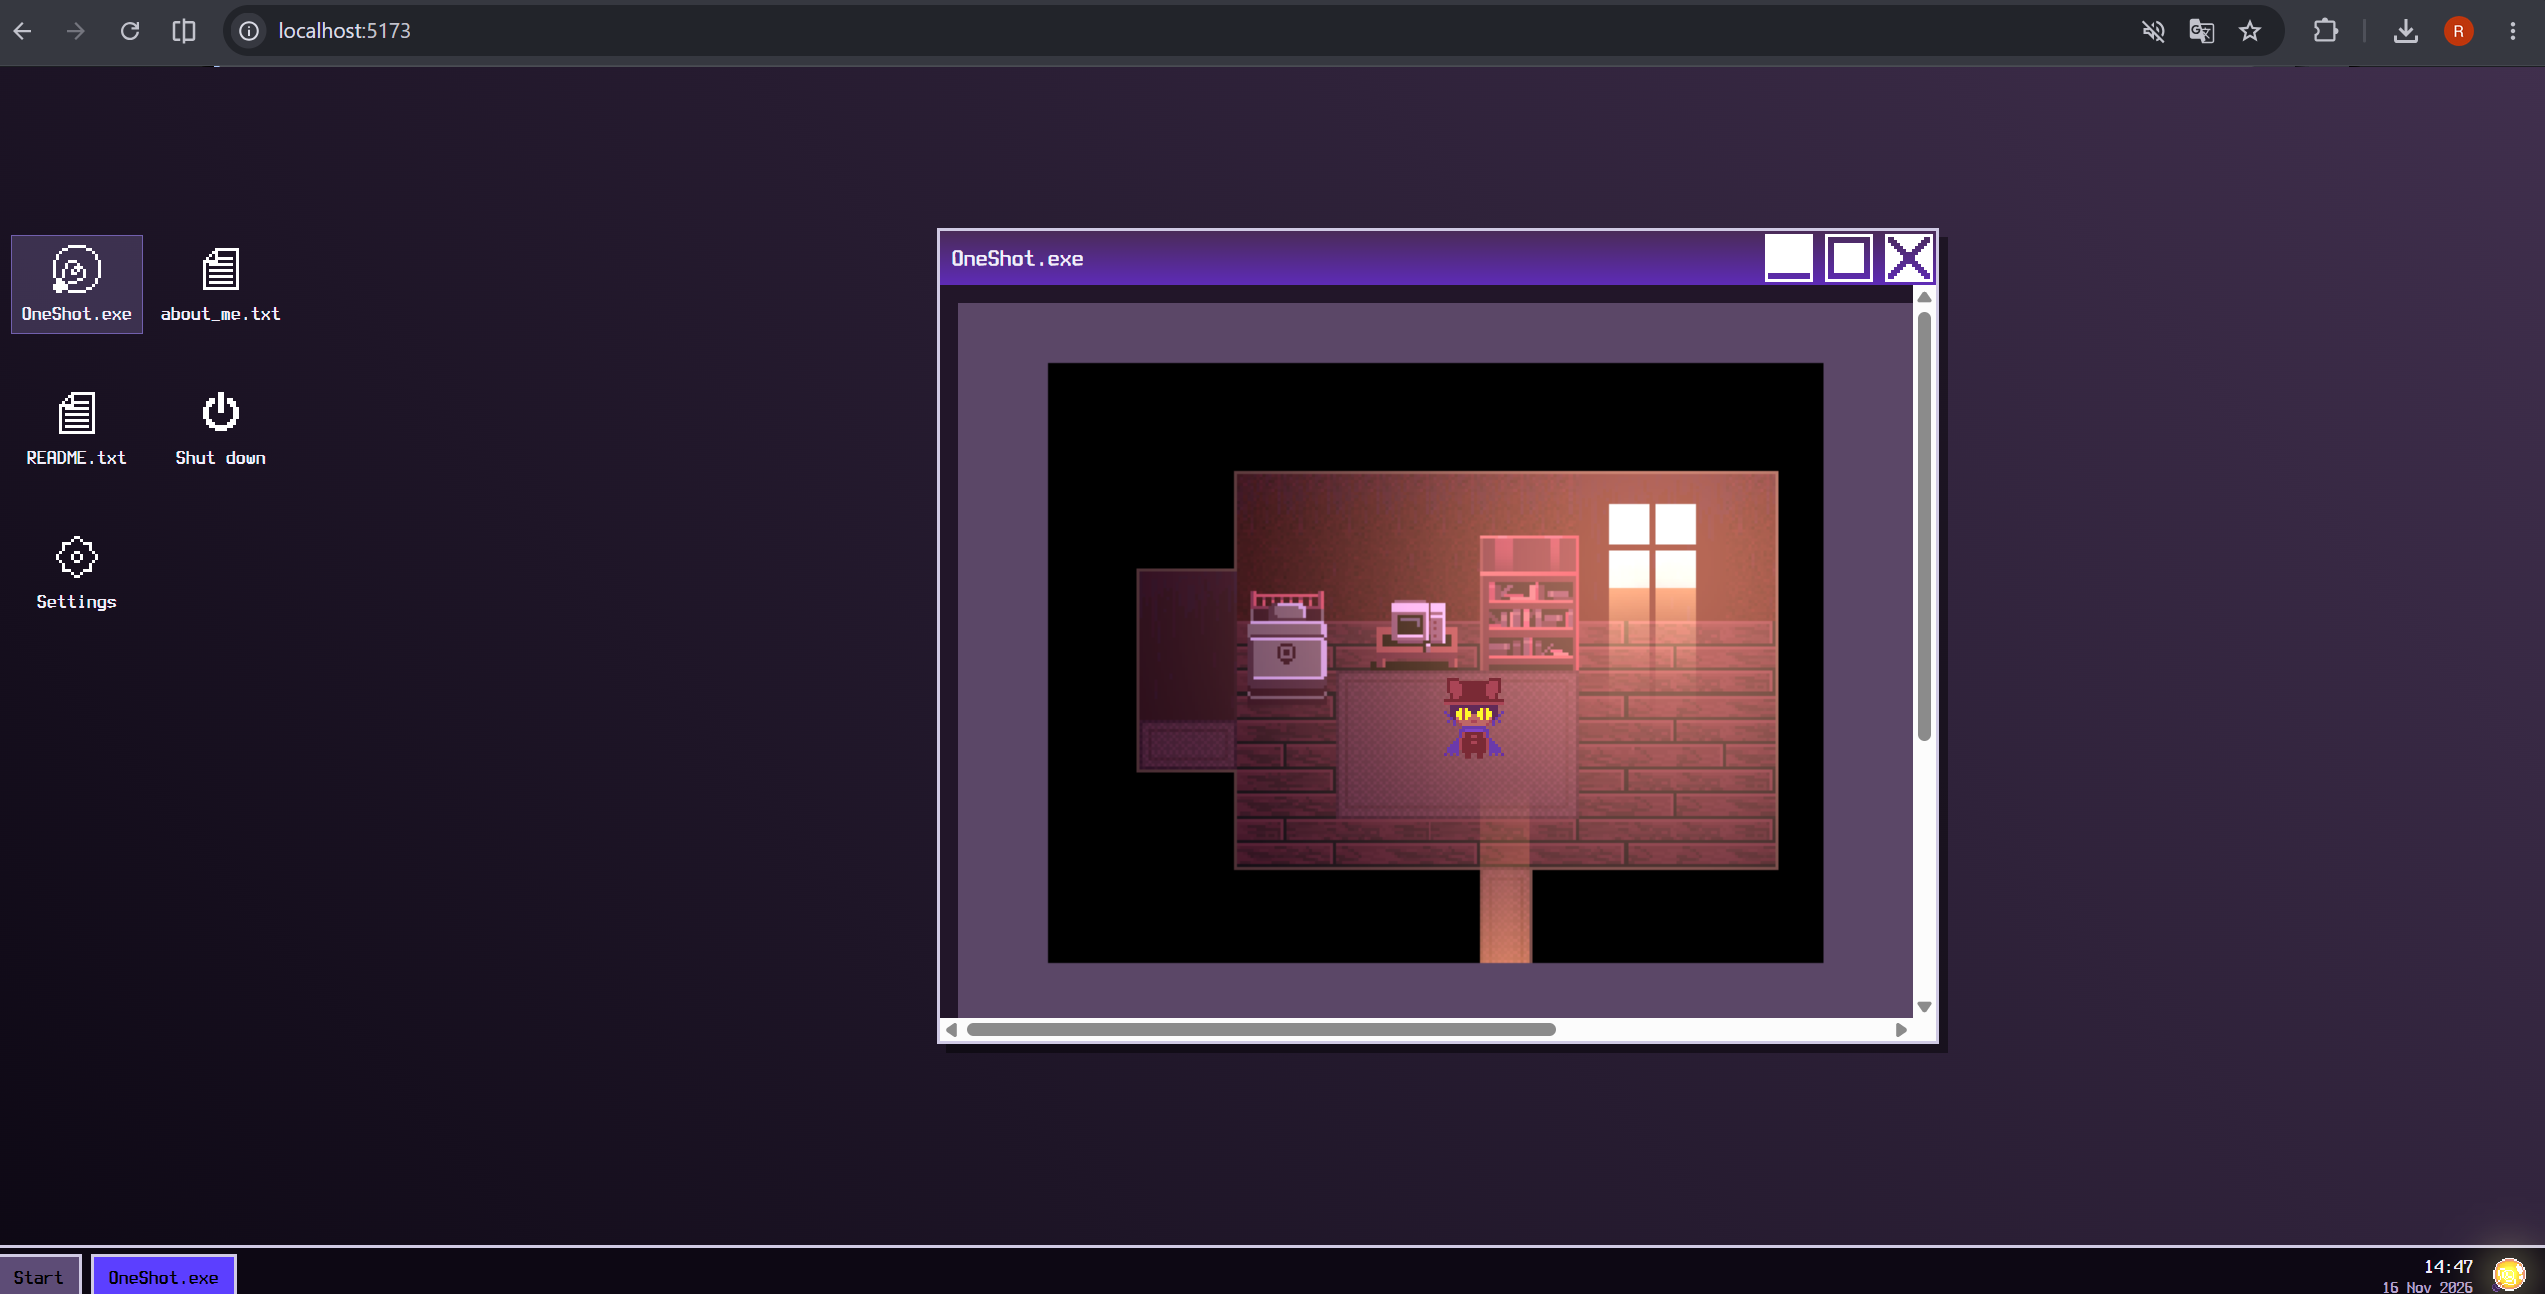 localhost:5173
R
OneShot.exe
about_me.txt
README.txt
Shut down
Settings
OneShot.exe
Start
OneShot.exe
14:47
16 Nov 2026